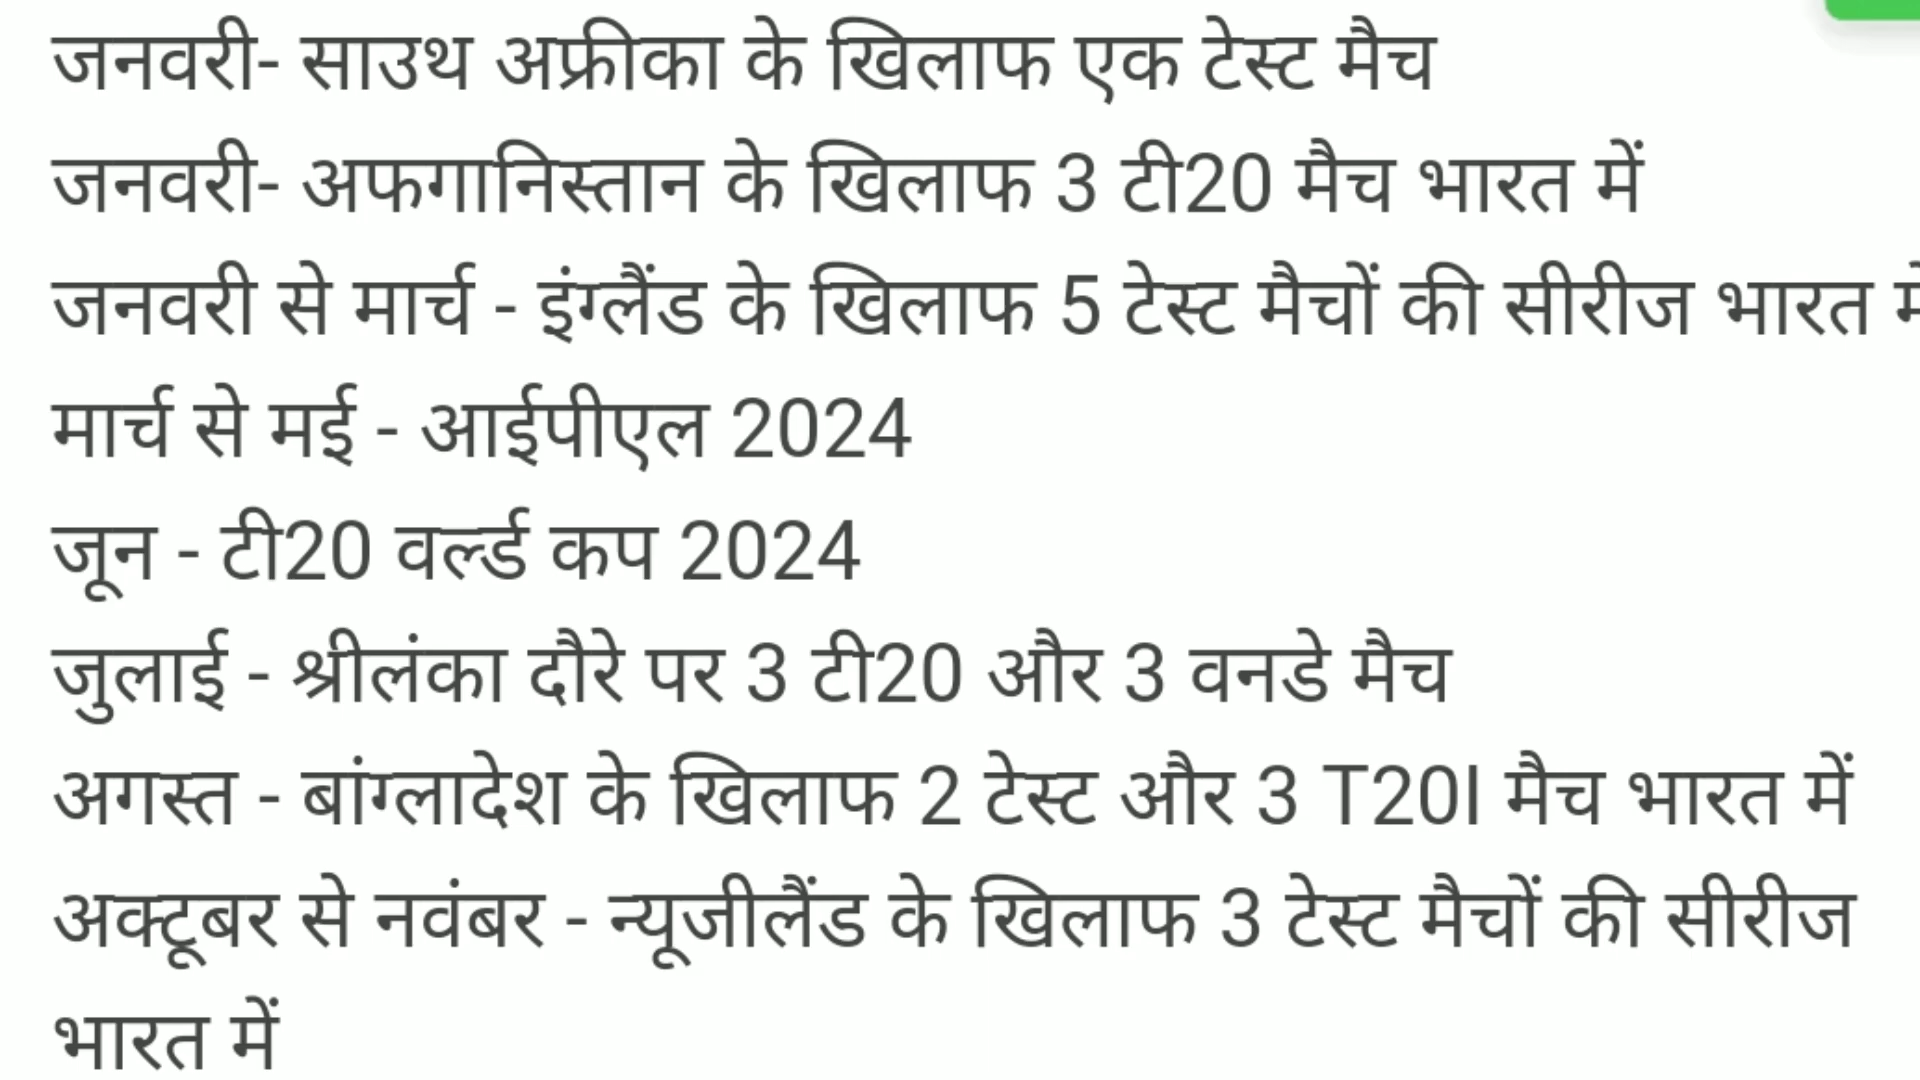 जनवरी- साउथ अफ्रीका के खिलाफ एक टेस्ट मैच
जनवरी- अफगानिस्तान के खिलाफ 3 टी20 मैच भारत में
जनवरी से मार्च - इंग्लैंड के खिलाफ 5 टेस्ट मैचों की सीरीज भारत में
मार्च से मई - आईपीएल 2024
जून - टी20 वर्ल्ड कप 2024
जुलाई - श्रीलंका दौरे पर 3 टी20 और 3 वनडे मैच
अगस्त - बांग्लादेश के खिलाफ 2 टेस्ट और 3 T20I मैच भारत में
अक्टूबर से नवंबर - न्यूजीलैंड के खिलाफ 3 टेस्ट मैचों की सीरीज
भारत में